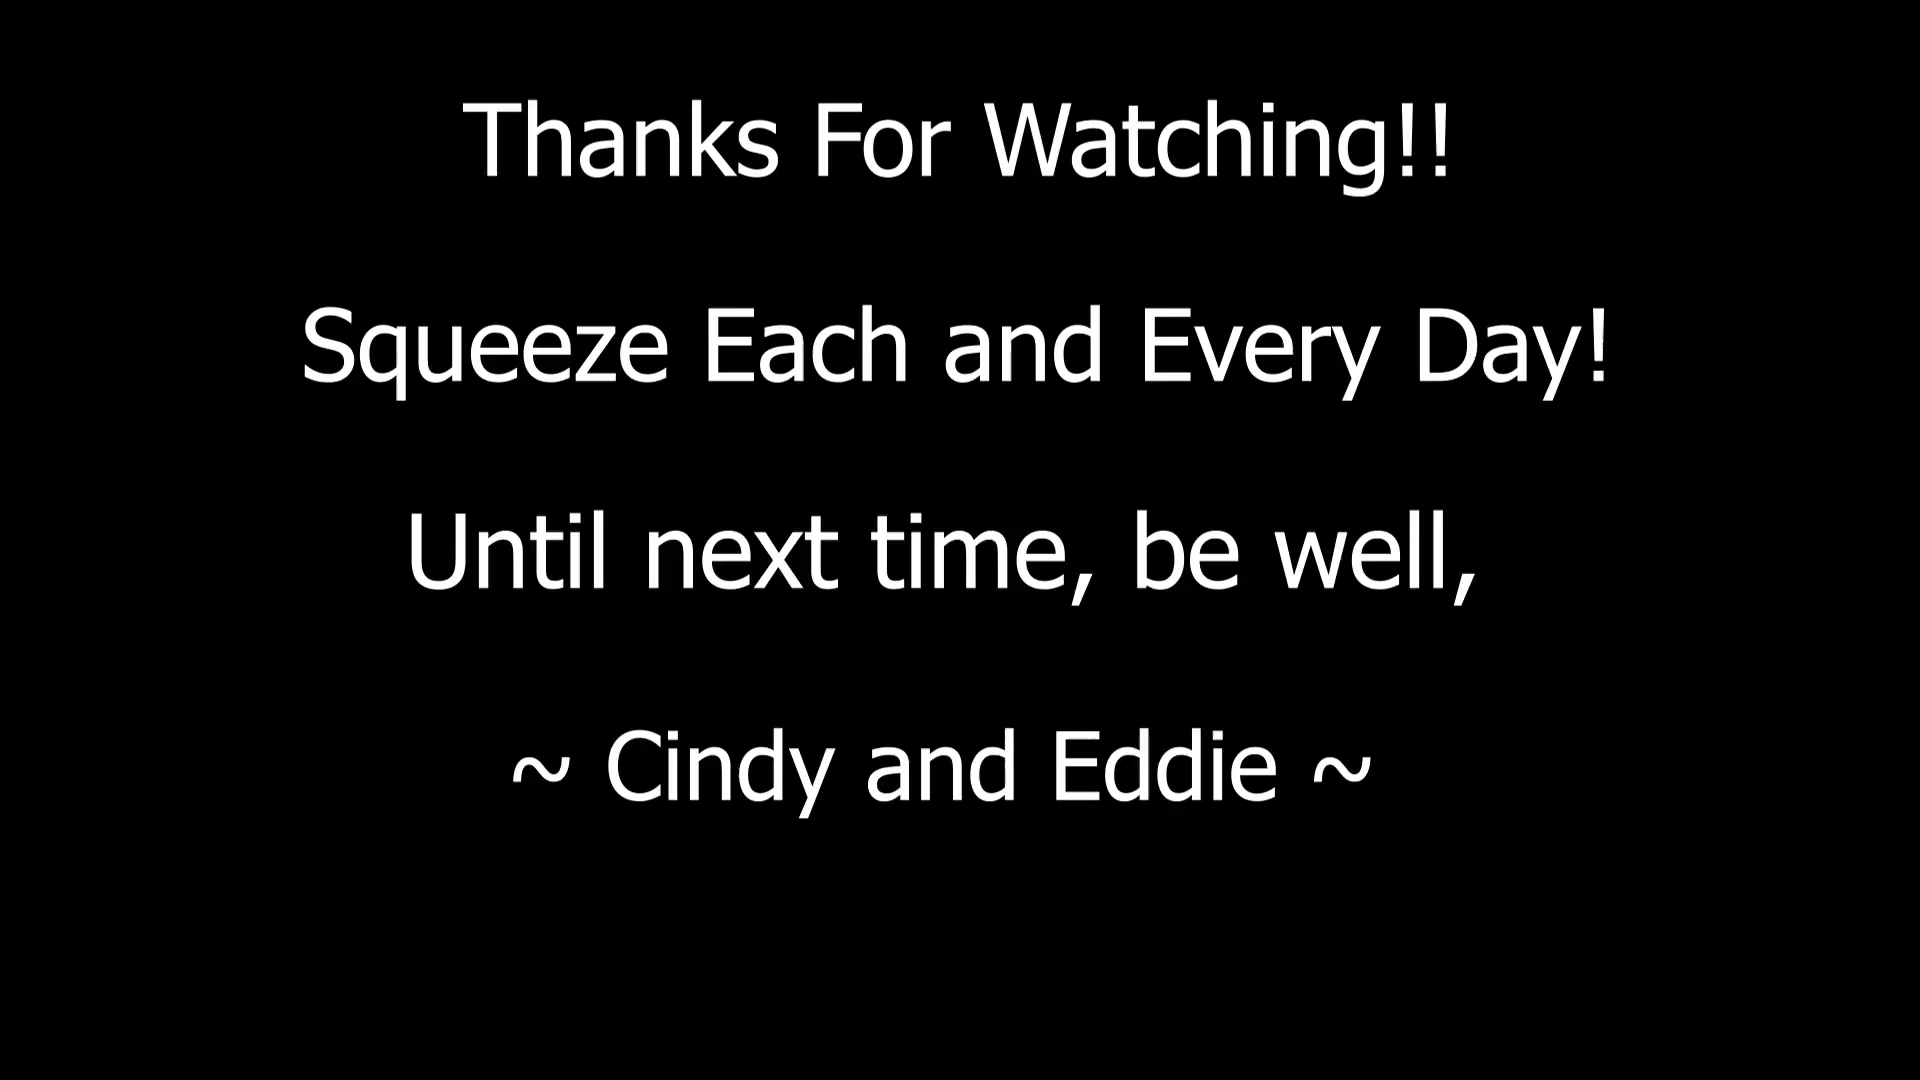 Thanks For Watching!!
Squeeze Each and Every Day!
Until next time, be well,
~ Cindy and Eddie ~